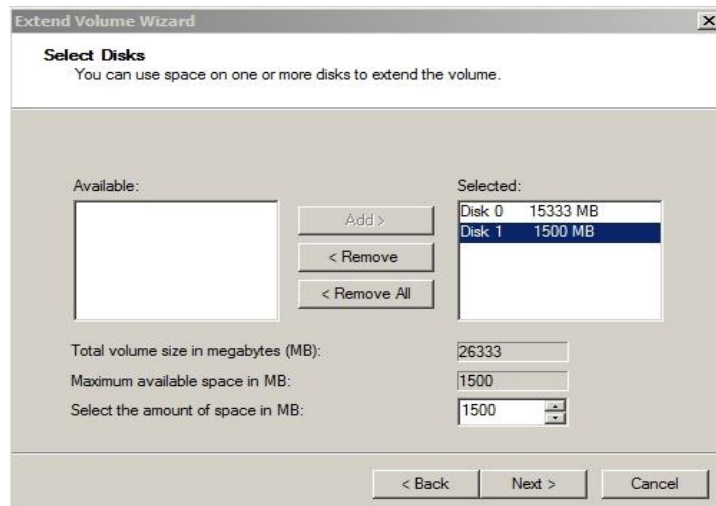 Extend Volume Wizard
Select Disks
You can use space on one or more disks to extend the volume.
Available:
Selected:
Add >
< Remove
< Remove All
Disk 0 15333 MB
Disk 1 1500 MB
Total volume size in megabytes (MB): 26333
Maximum available space in MB: 1500
Select the amount of space in MB: 1500
< Back Next > Cancel